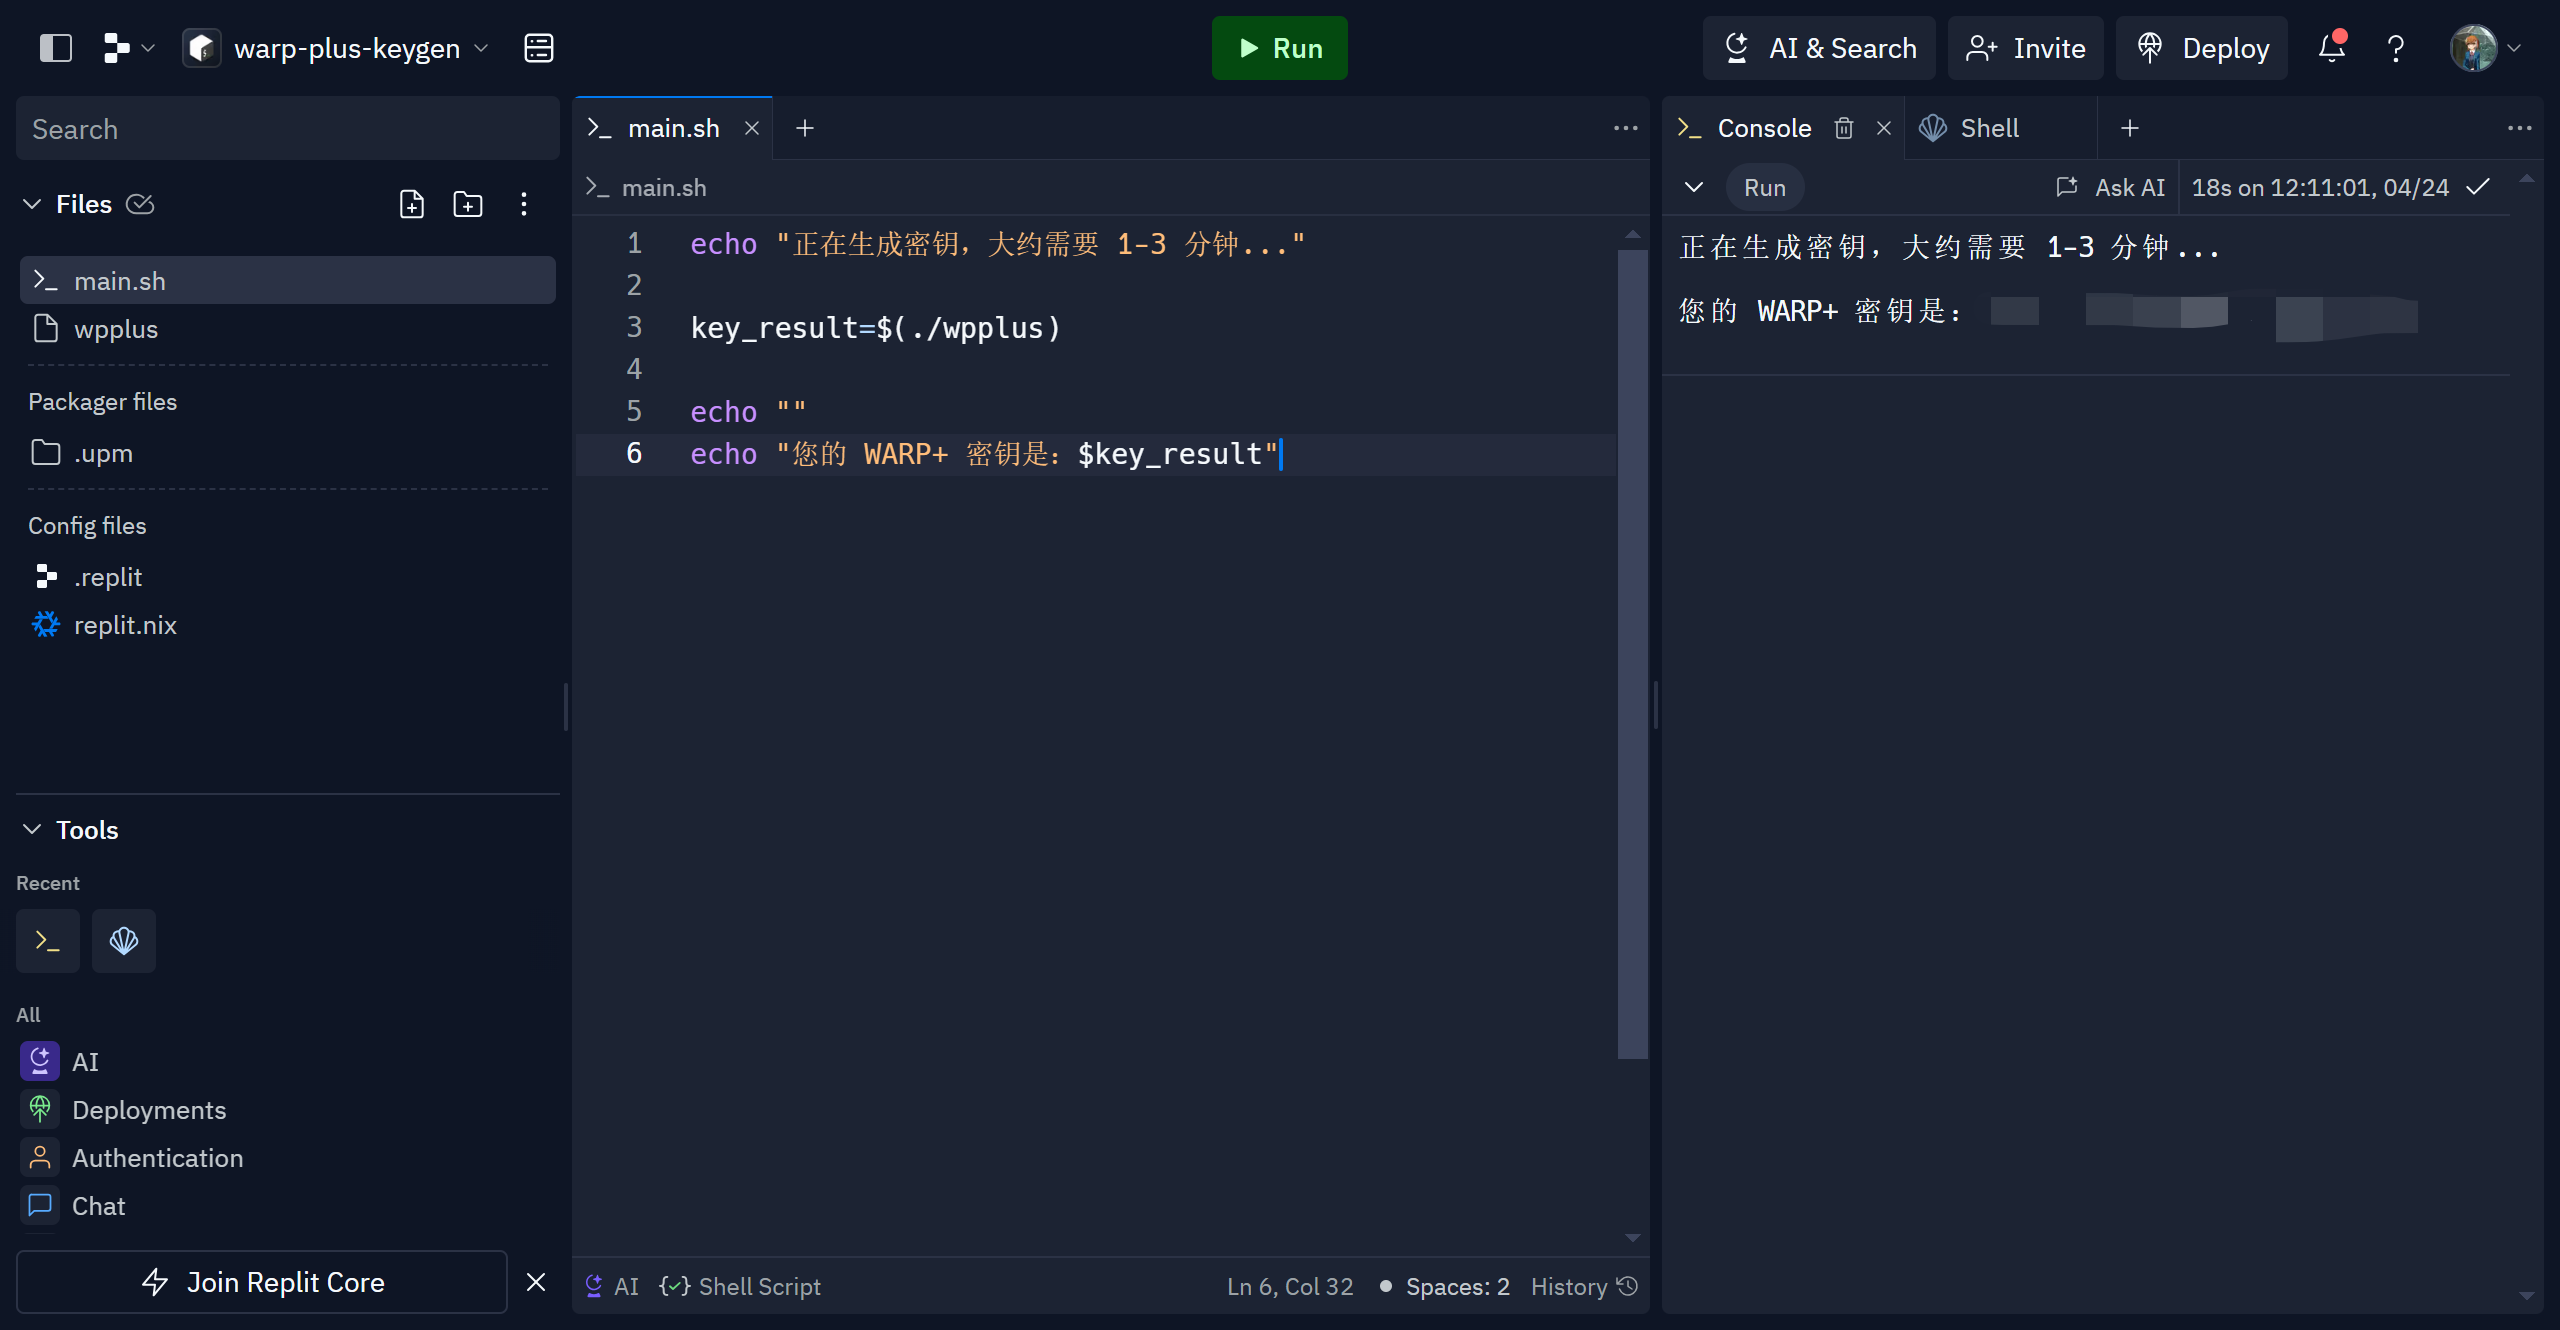 warp-plus-keygen
Run
AI & Search
Invite
Deploy
Search
Files
main.sh
wpplus
Packager files
.upm
Config files
.replit
replit.nix
Tools
Recent
All
AI
Deployments
Authentication
Chat
Join Replit Core
main.sh
main.sh
1 echo "正在生成密钥，大约需要 1-3 分钟..."
2
3 key_result=$(./wpplus)
4
5 echo ""
6 echo "您的 WARP+ 密钥是：$key_result"
AI
Shell Script
Ln 6, Col 32
Spaces: 2
History
Console
Shell
Run
Ask AI
18s on 12:11:01, 04/24
正在生成密钥，大约需要 1-3 分钟...
您的 WARP+ 密钥是：